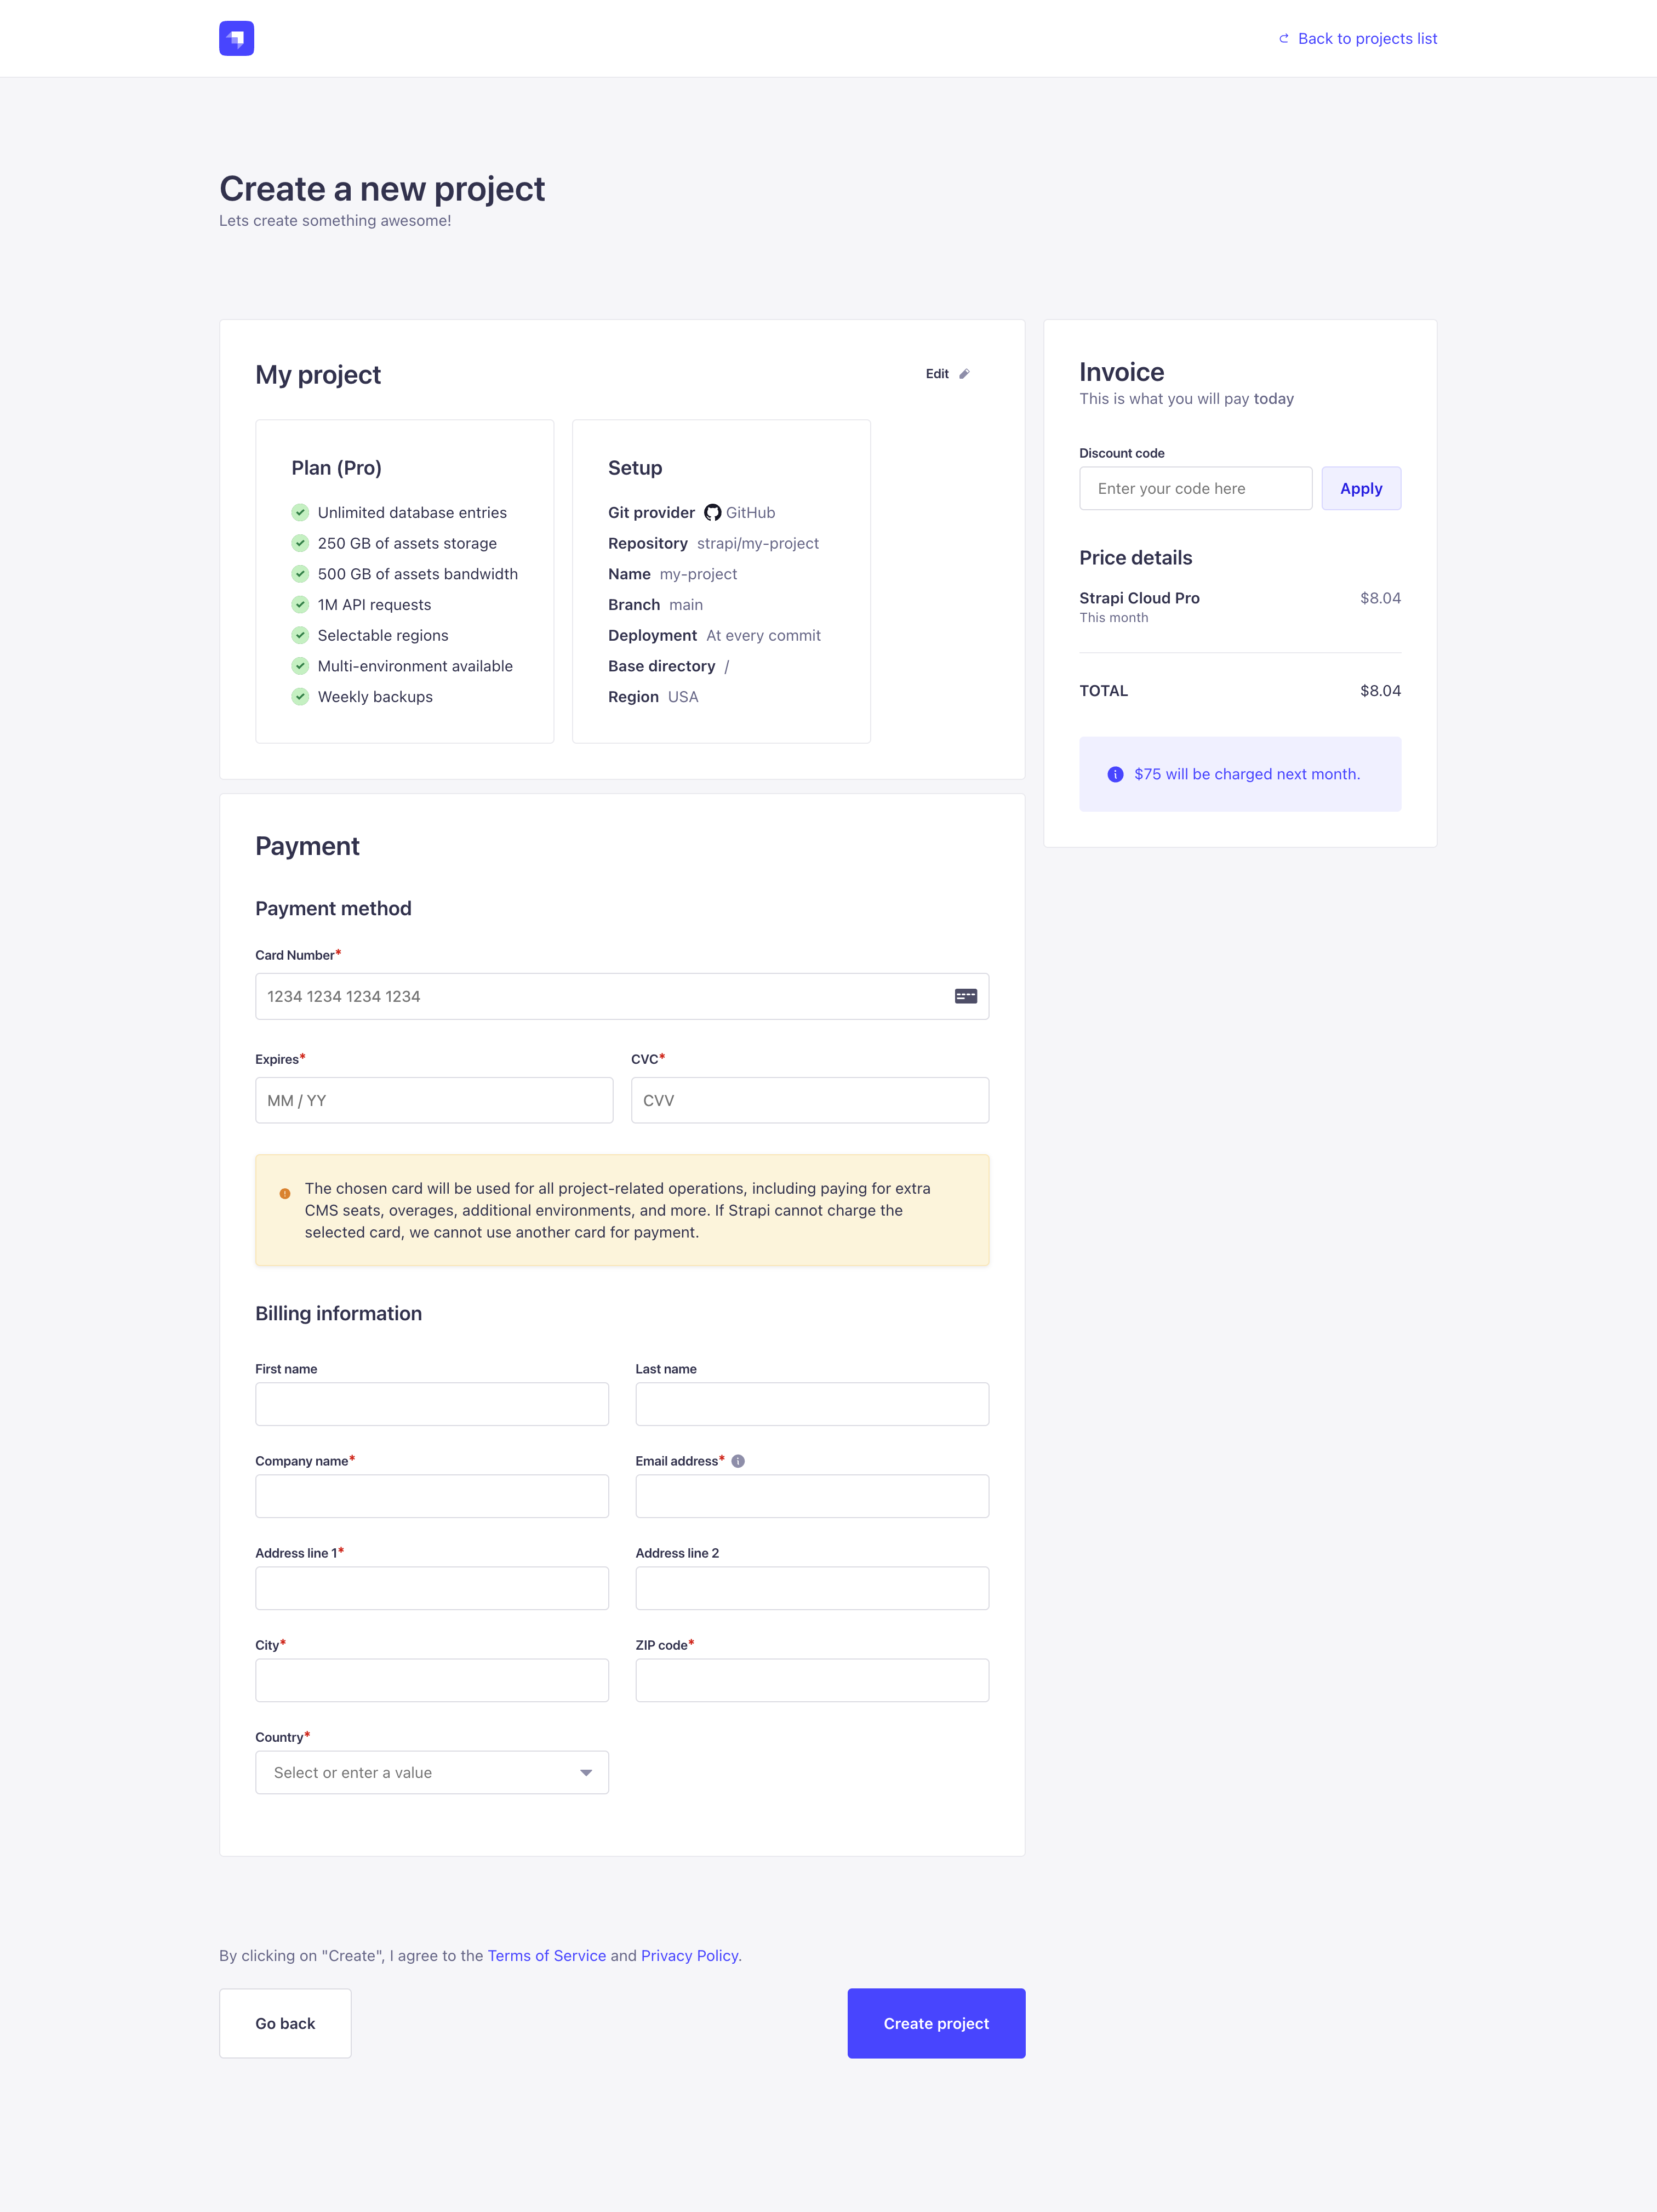 Back to projects list
Create a new project
Lets create something awesome!
My project
Edit
Plan (Pro)
Unlimited database entries
250 GB of assets storage
500 GB of assets bandwidth
1M API requests
Selectable regions
Multi-environment available
Weekly backups
Setup
Git provider GitHub
Repository strapi/my-project
Name my-project
Branch main
Deployment At every commit
Base directory /
Region USA
Invoice
This is what you will pay today
Discount code
Enter your code here
Apply
Price details
Strapi Cloud Pro $8.04
This month
TOTAL $8.04
$75 will be charged next month.
Payment
Payment method
Card Number*
1234 1234 1234 1234
Expires* CVC*
MM / YY CVV
The chosen card will be used for all project-related operations, including paying for extra
CMS seats, overages, additional environments, and more. If Strapi cannot charge the
selected card, we cannot use another card for payment.
Billing information
First name Last name
Company name* Email address*
Address line 1* Address line 2
City* ZIP code*
Country*
Select or enter a value
By clicking on "Create", I agree to the Terms of Service and Privacy Policy.
Go back
Create project